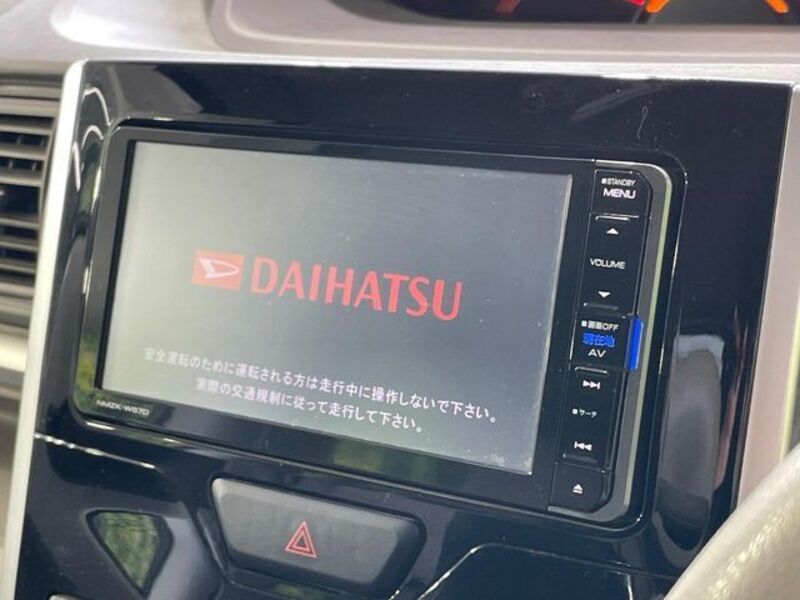 ■STANDBY
MENU
VOLUME
DAIHATSU
■画面OFF
現在地
AV
安全運転のために運転される方は走行中に操作しないで下さい。
実際の交通規制に従って走行して下さい。
■サーチ
NMZK-W67D